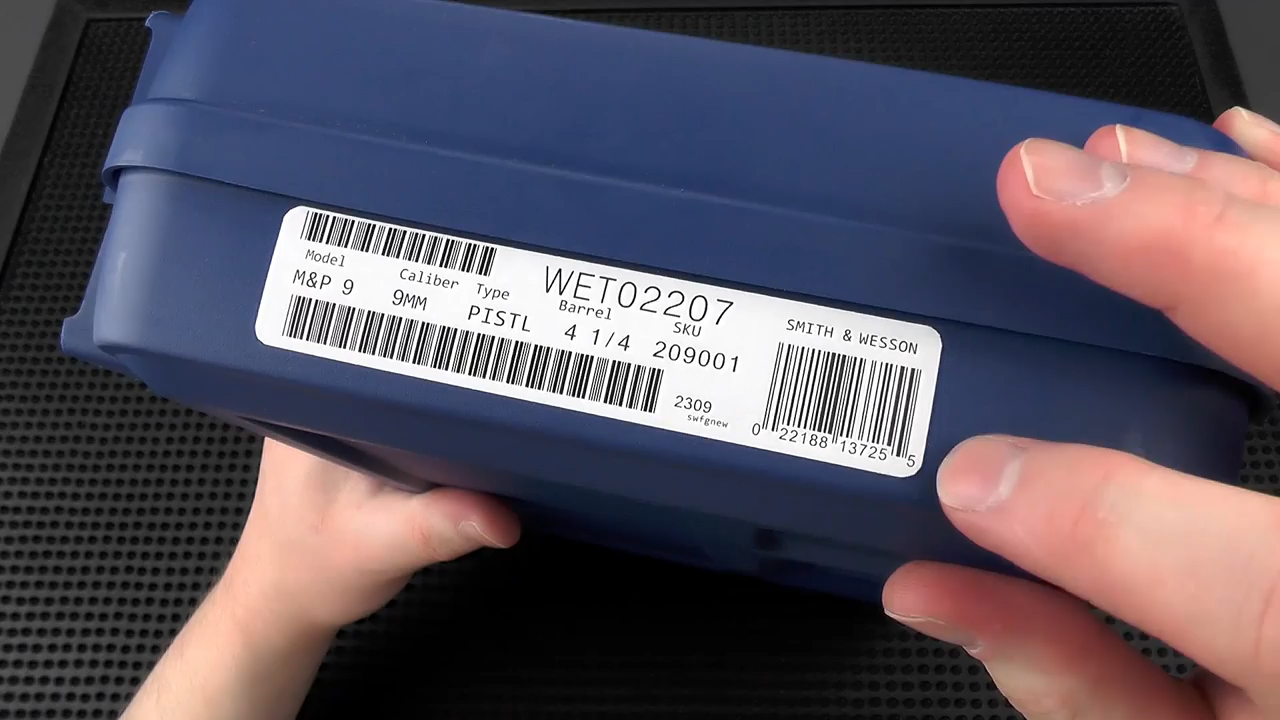 WET02207
Model Caliber Type Barrel SKU
M&P 9 9MM PISTL 4 1/4 209001
2309
swfgnew
SMITH & WESSON
0 22188 13725 5